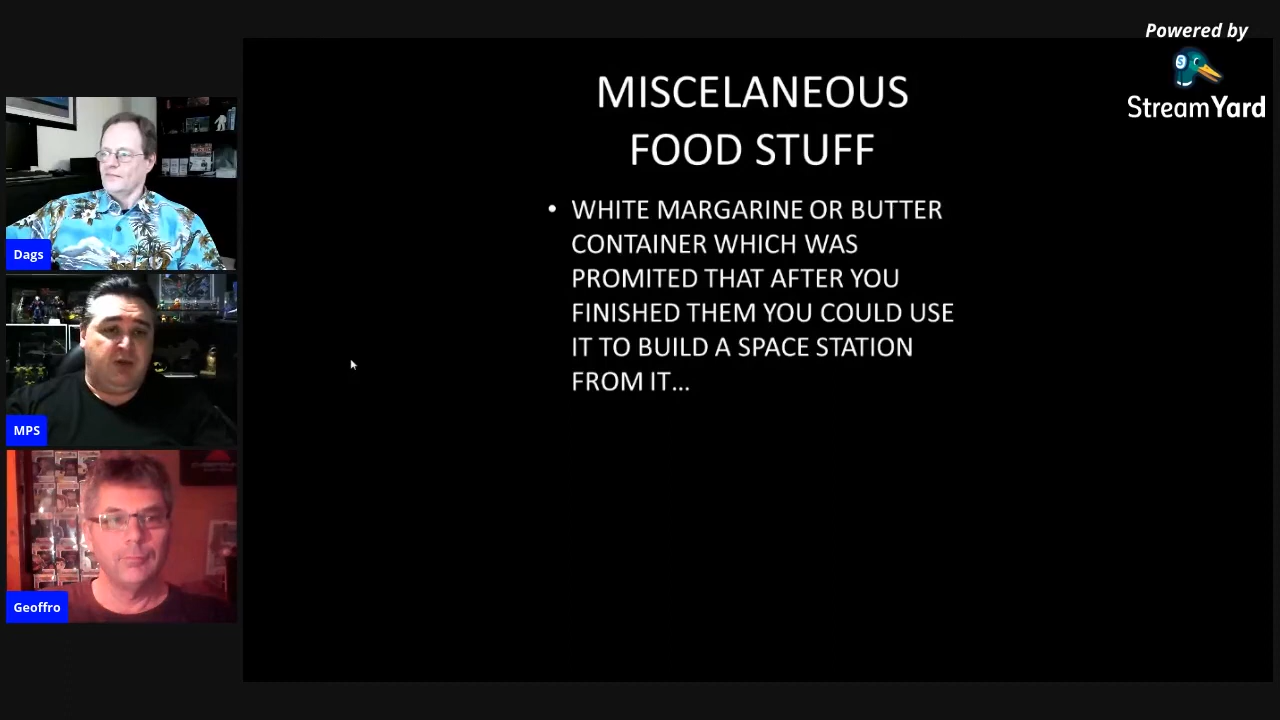 Powered by
StreamYard
MISCELANEOUS
FOOD STUFF
• WHITE MARGARINE OR BUTTER
CONTAINER WHICH WAS
PROMITED THAT AFTER YOU
FINISHED THEM YOU COULD USE
IT TO BUILD A SPACE STATION
FROM IT...
Dags
MPS
Geoffro